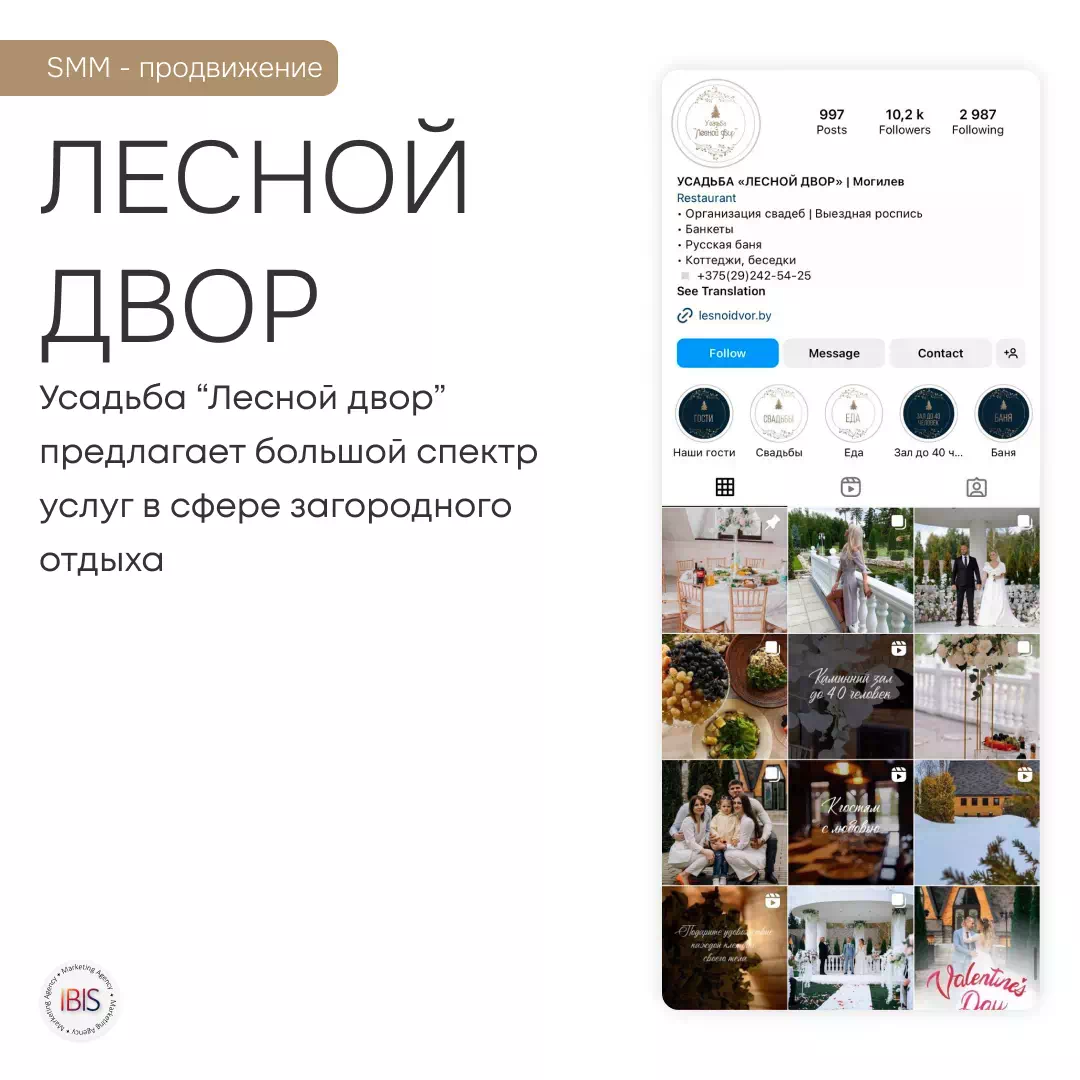 SMM - продвижение
ЛЕСНОЙ
ДВОР
Усадьба “Лесной двор”
предлагает большой спектр
услуг в сфере загородного
отдыха
• Marketing Agency • Marketing Agency • Marketing Agency
IBIS
Усадьба
"Лесной двор"
997 10,2 k 2 987
Posts Followers Following
УСАДЬБА «ЛЕСНОЙ ДВОР» | Могилев
Restaurant
• Организация свадеб | Выездная роспись
• Банкеты
• Русская баня
• Коттеджи, беседки
+375(29)242-54-25
See Translation
lesnoidvor.by
Follow Message Contact
ГОСТИ СВАДЬБЫ ЕДА ЗАЛ ДО 40 ЧЕЛОВЕК БАНЯ
Наши гости Свадьбы Еда Зал до 40 ч... Баня
Каминный зал
до 40 человек
К гостям
с любовью
Подарите удовольствие
каждой клетке
своего тела
Valentine's
Day